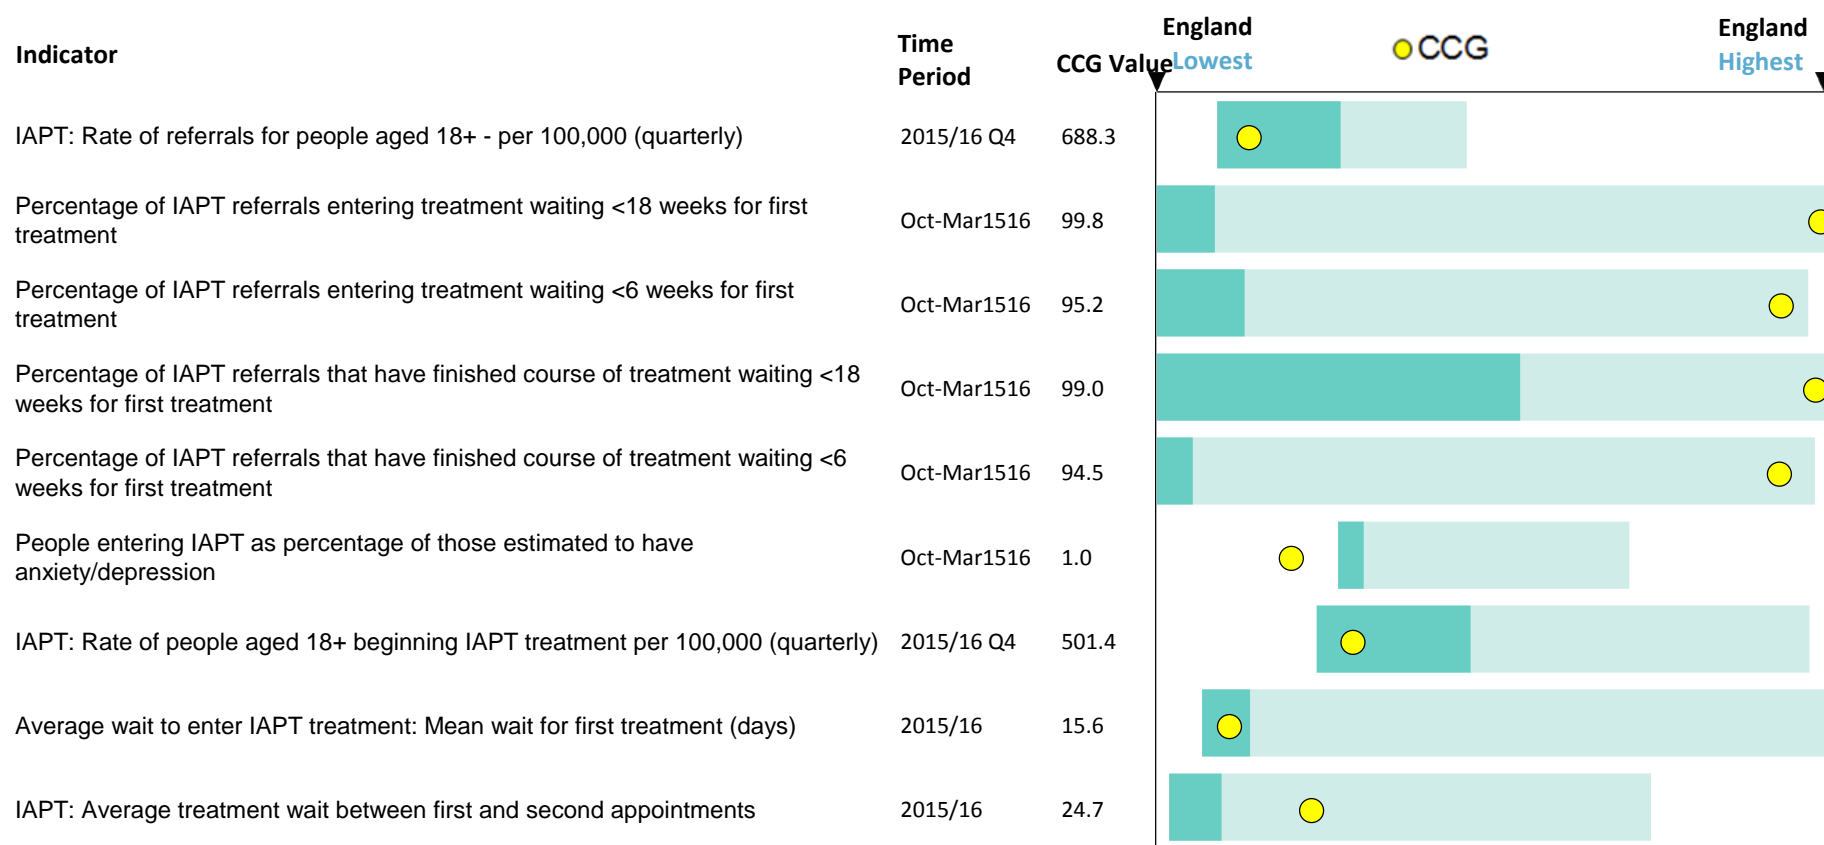 Indicator
Time
Period
CCG Value
England
Lowest
CCG
England
Highest
IAPT: Rate of referrals for people aged 18+ - per 100,000 (quarterly) 2015/16 Q4 688.3
Percentage of IAPT referrals entering treatment waiting <18 weeks for first
treatment
Oct-Mar1516 99.8
Percentage of IAPT referrals entering treatment waiting <6 weeks for first
treatment
Oct-Mar1516 95.2
Percentage of IAPT referrals that have finished course of treatment waiting <18
weeks for first treatment
Oct-Mar1516 99.0
Percentage of IAPT referrals that have finished course of treatment waiting <6
weeks for first treatment
Oct-Mar1516 94.5
People entering IAPT as percentage of those estimated to have
anxiety/depression
Oct-Mar1516 1.0
IAPT: Rate of people aged 18+ beginning IAPT treatment per 100,000 (quarterly) 2015/16 Q4 501.4
Average wait to enter IAPT treatment: Mean wait for first treatment (days) 2015/16 15.6
IAPT: Average treatment wait between first and second appointments 2015/16 24.7